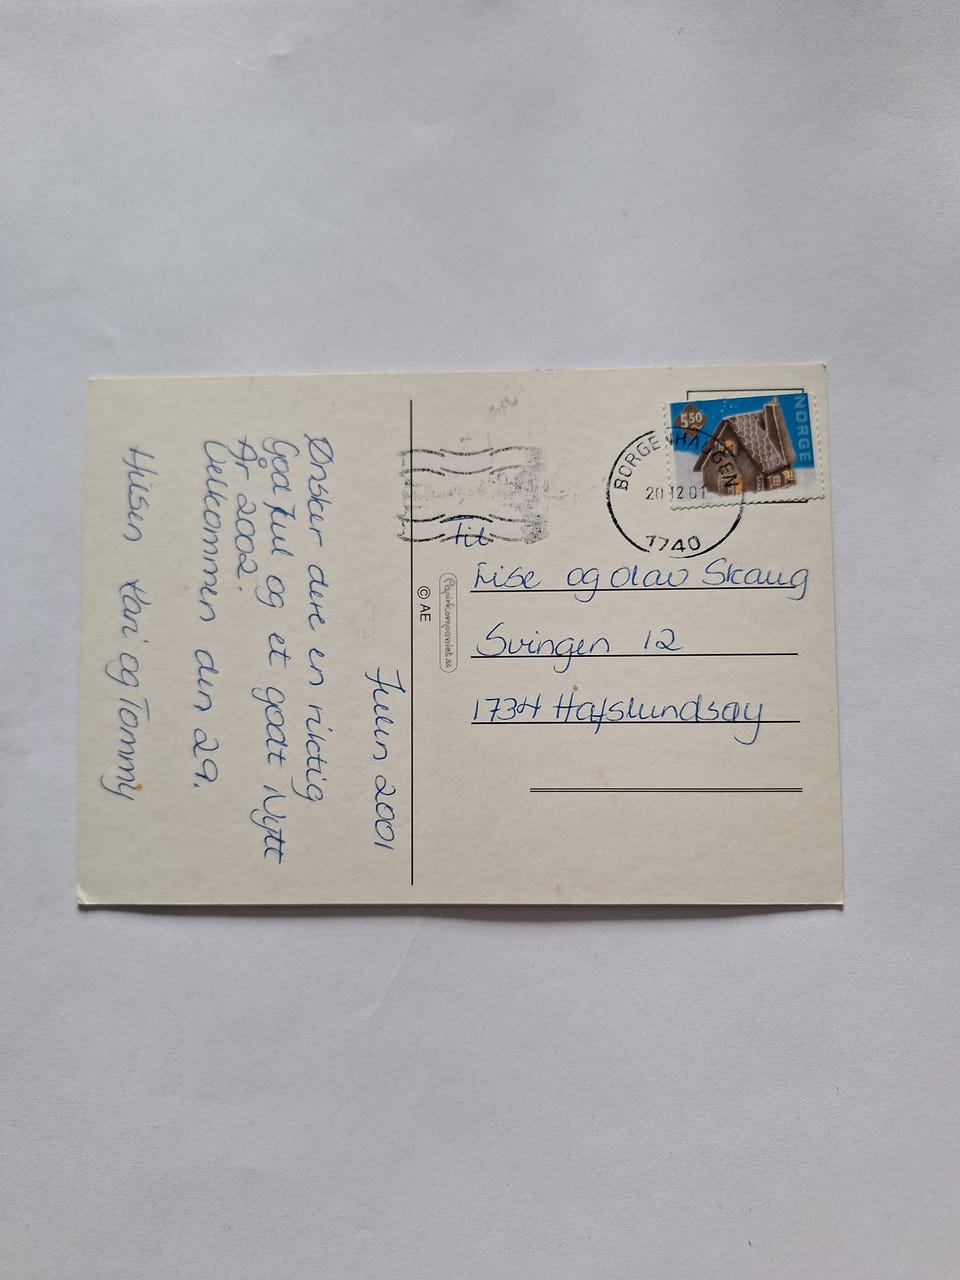 Julen 2001
Ønsker dere en riktig
God Jul og et godt Nytt
År 2002.
Velkommen den 29.
Hilsen Kari og Tommy
© AE
Papirkompaniet as
NORGE
5,50
BORGENHAUGEN
20 12 01
1740
til
Lise og Olav Skaug
Svingen 12
1734 Hafslundsøy